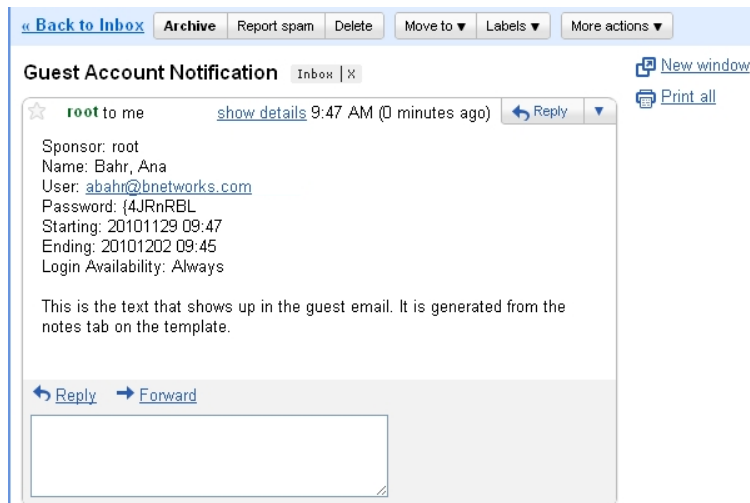 « Back to Inbox Archive Report spam Delete Move to ▼ Labels ▼ More actions ▼
Guest Account Notification Inbox | X
New window
Print all
root to me show details 9:47 AM (0 minutes ago) Reply ▼
Sponsor: root
Name: Bahr, Ana
User: abahr@bnetworks.com
Password: {4JRnRBL
Starting: 20101129 09:47
Ending: 20101202 09:45
Login Availability: Always
This is the text that shows up in the guest email. It is generated from the
notes tab on the template.
Reply Forward